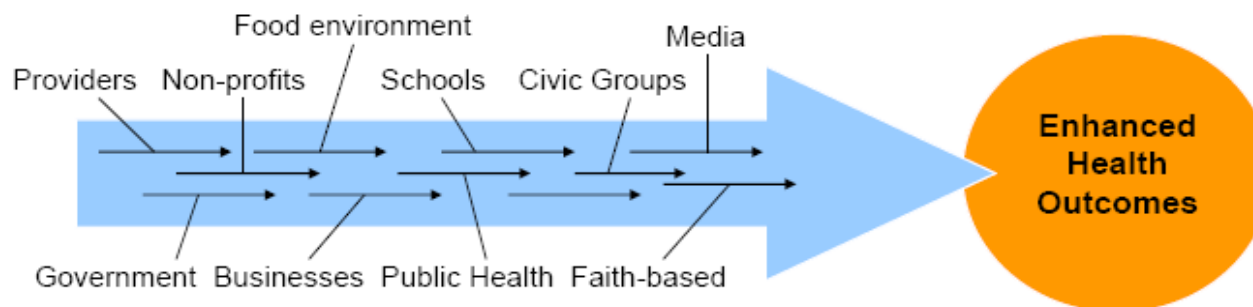 Food environment
Media
Providers
Non-profits
Schools
Civic Groups
Enhanced
Health
Outcomes
Government
Businesses
Public Health
Faith-based